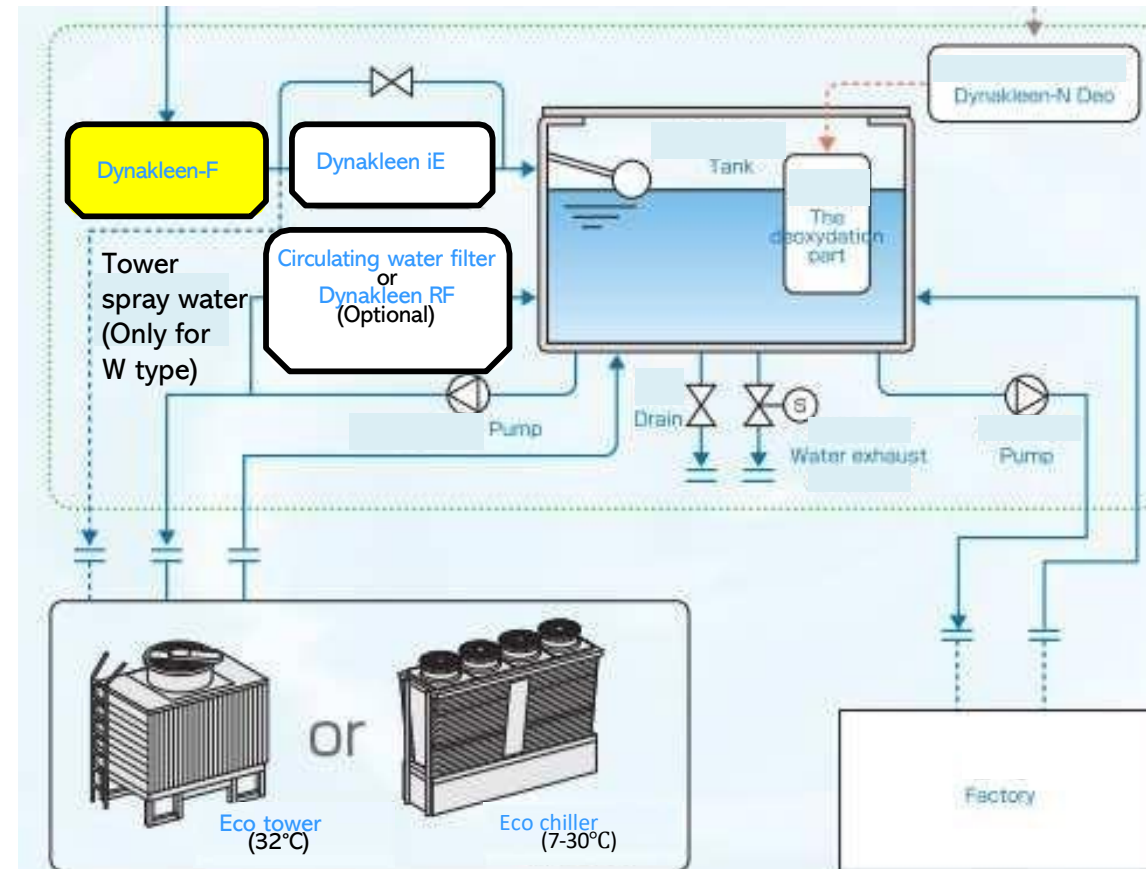 Dynakleen-N Deo
Dynakleen-F
Dynakleen iE
Tank
The
deoxydation
part
Tower
spray water
(Only for
W type)
Circulating water filter
or
Dynakleen RF
(Optional)
Pump
Drain
S
Water exhaust
Pump
or
Eco tower
(32°C)
Eco chiller
(7-30°C)
Factory